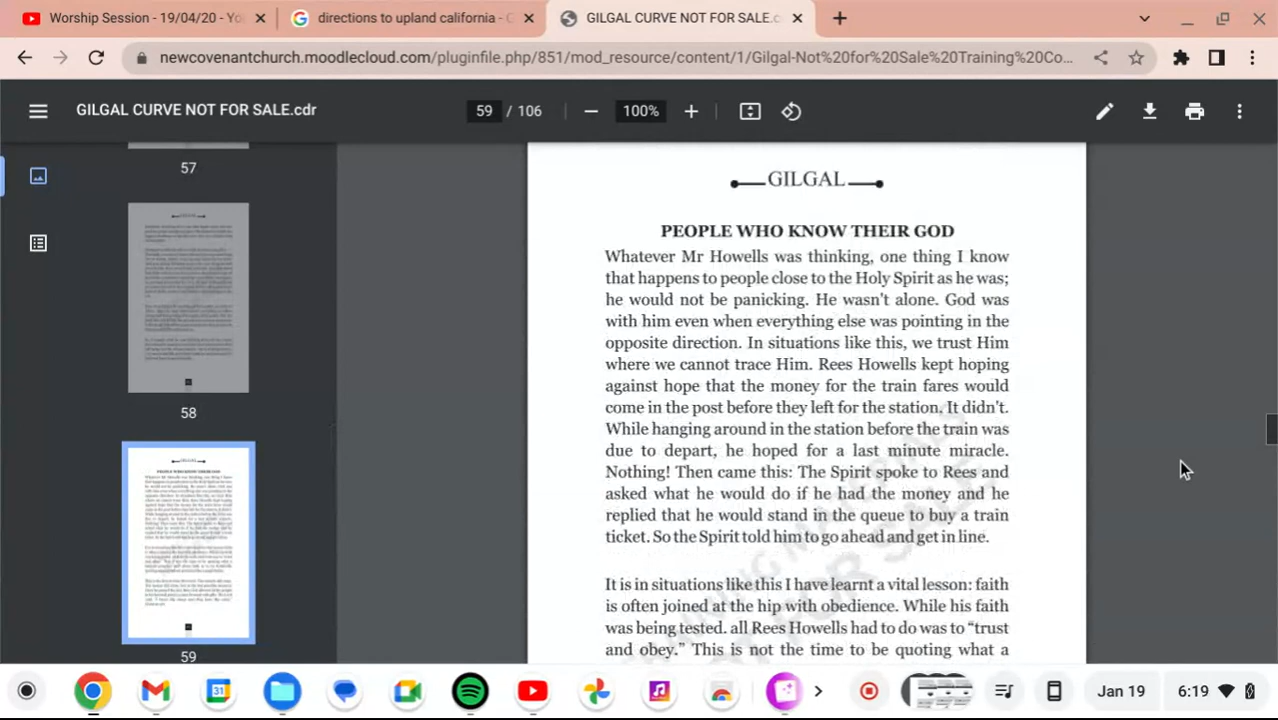 Worship Session - 19/04/20 - Yo
directions to upland california - G
GILGAL CURVE NOT FOR SALE.c
newcovenantchurch.moodlecloud.com/pluginfile.php/851/mod_resource/content/1/Gilgal-Not%20for%20Sale%20Training%20Co...
GILGAL CURVE NOT FOR SALE.cdr
59 / 106
100%
57
58
59
GILGAL
PEOPLE WHO KNOW THEIR GOD
Whatever Mr Howells was thinking, one thing I know
that happens to people close to the Holy Spirit as he was;
he would not be panicking. He wasn't alone. God was
with him even when everything else was pointing in the
opposite direction. In situations like this, we trust Him
where we cannot trace Him. Rees Howells kept hoping
against hope that the money for the train fares would
come in the post before they left for the station. It didn't.
While hanging around in the station before the train was
due to depart, he hoped for a last minute miracle.
Nothing! Then came this: The Spirit spoke to Rees and
asked what he would do if he had the money and he
replied that he would stand in the queue to buy a train
ticket. So the Spirit told him to go ahead and get in line.
It is in situations like this I have learnt a vital lesson: faith
is often joined at the hip with obedience. While his faith
was being tested. all Rees Howells had to do was to “trust
and obey.” This is not the time to be quoting what a
31
Jan 19
6:19